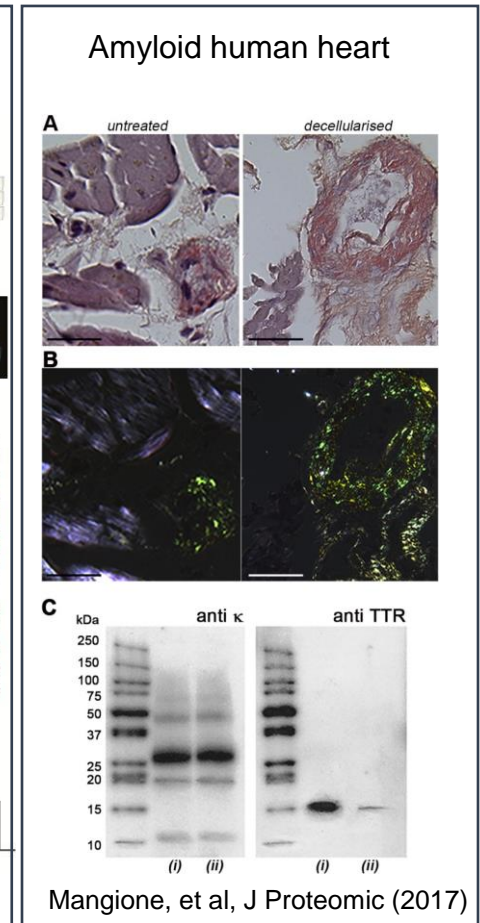 Amyloid human heart
A
untreated
decellularised
B
C
kDa
anti κ
anti TTR
250
150
100
75
50
37
25
20
15
10
(i) (ii)
(i) (ii)
Mangione, et al, J Proteomic (2017)